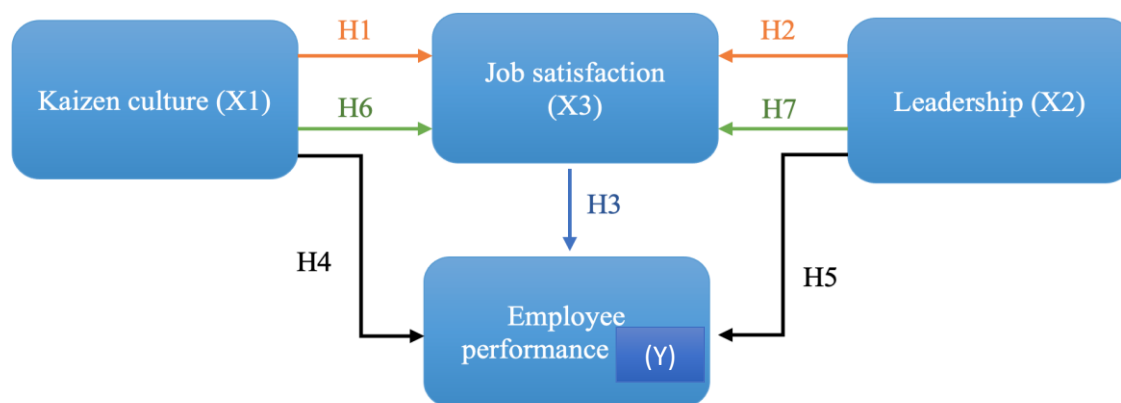 H1
H2
Kaizen culture (X1)
Job satisfaction
(X3)
Leadership (X2)
H6
H7
H3
H4
H5
Employee
performance (Y)